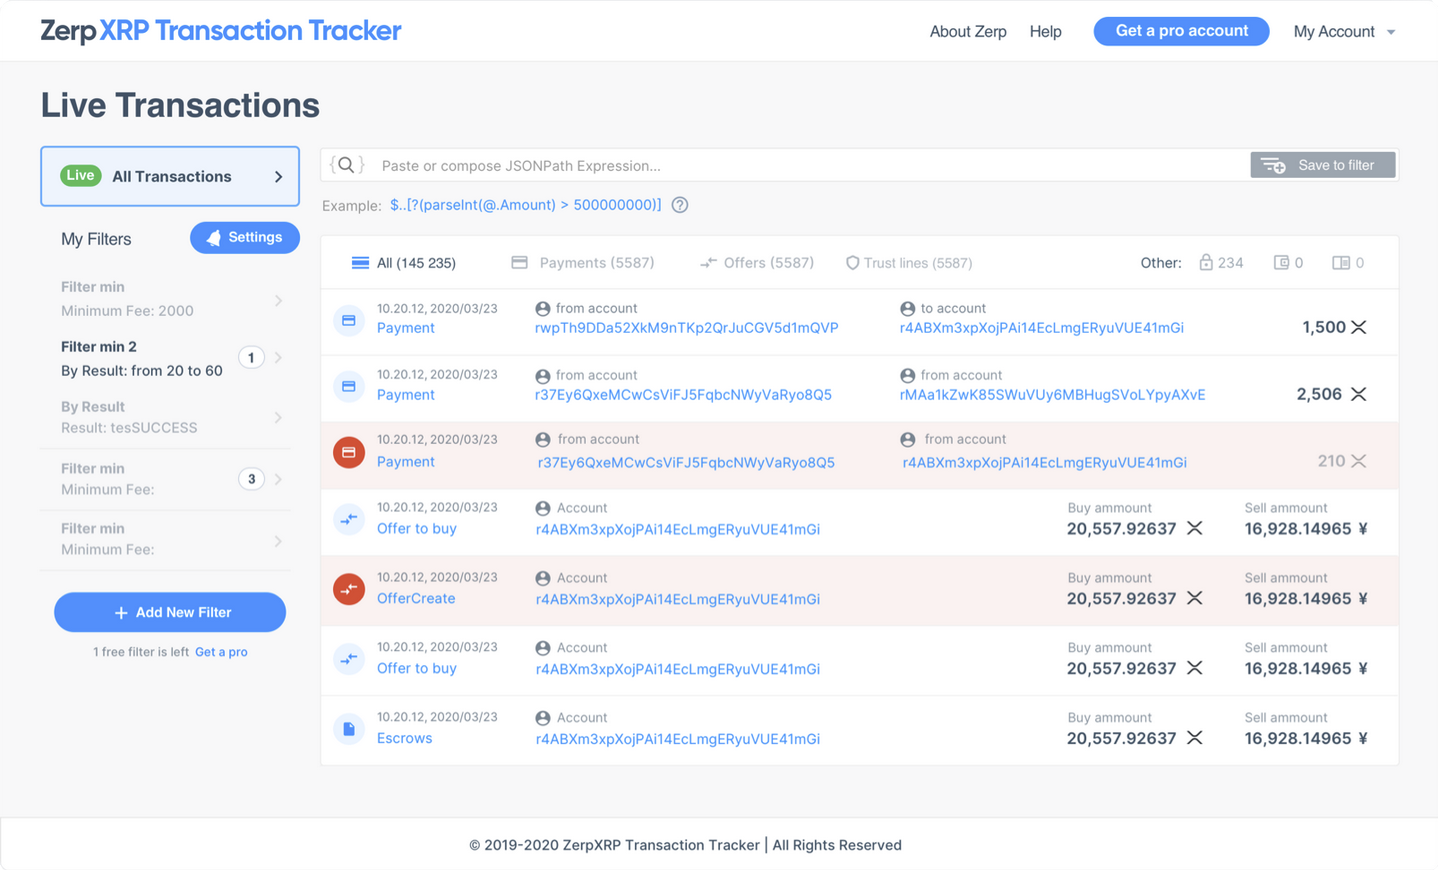 Zerp XRP Transaction Tracker
About Zerp Help Get a pro account My Account
Live Transactions
Live All Transactions
{ } Paste or compose JSONPath Expression... Save to filter
Example: $..[?(parseInt(@.Amount) > 500000000)] ?
My Filters Settings
Filter min
Minimum Fee: 2000
Filter min 2
By Result: from 20 to 60 1
By Result
Result: tesSUCCESS
Filter min
Minimum Fee: 3
Filter min
Minimum Fee:
+ Add New Filter
1 free filter is left Get a pro
All (145 235) Payments (5587) Offers (5587) Trust lines (5587) Other: 234 0 0
10.20.12, 2020/03/23 from account to account
Payment rwpTh9DDa52XkM9nTKp2QrJuCGV5d1mQVP r4ABXm3xpXojPAi14EcLmgERyuVUE41mGi 1,500
10.20.12, 2020/03/23 from account from account
Payment r37Ey6QxeMCwCsViFJ5FqbcNWyVaRyo8Q5 rMAa1kZwK85SWuVUy6MBHugSVoLYpyAXvE 2,506
10.20.12, 2020/03/23 from account from account
Payment r37Ey6QxeMCwCsViFJ5FqbcNWyVaRyo8Q5 r4ABXm3xpXojPAi14EcLmgERyuVUE41mGi 210
10.20.12, 2020/03/23 Account Buy ammount Sell ammount
Offer to buy r4ABXm3xpXojPAi14EcLmgERyuVUE41mGi 20,557.92637 16,928.14965 ¥
10.20.12, 2020/03/23 Account Buy ammount Sell ammount
OfferCreate r4ABXm3xpXojPAi14EcLmgERyuVUE41mGi 20,557.92637 16,928.14965 ¥
10.20.12, 2020/03/23 Account Buy ammount Sell ammount
Offer to buy r4ABXm3xpXojPAi14EcLmgERyuVUE41mGi 20,557.92637 16,928.14965 ¥
10.20.12, 2020/03/23 Account Buy ammount Sell ammount
Escrows r4ABXm3xpXojPAi14EcLmgERyuVUE41mGi 20,557.92637 16,928.14965 ¥
© 2019-2020 ZerpXRP Transaction Tracker | All Rights Reserved